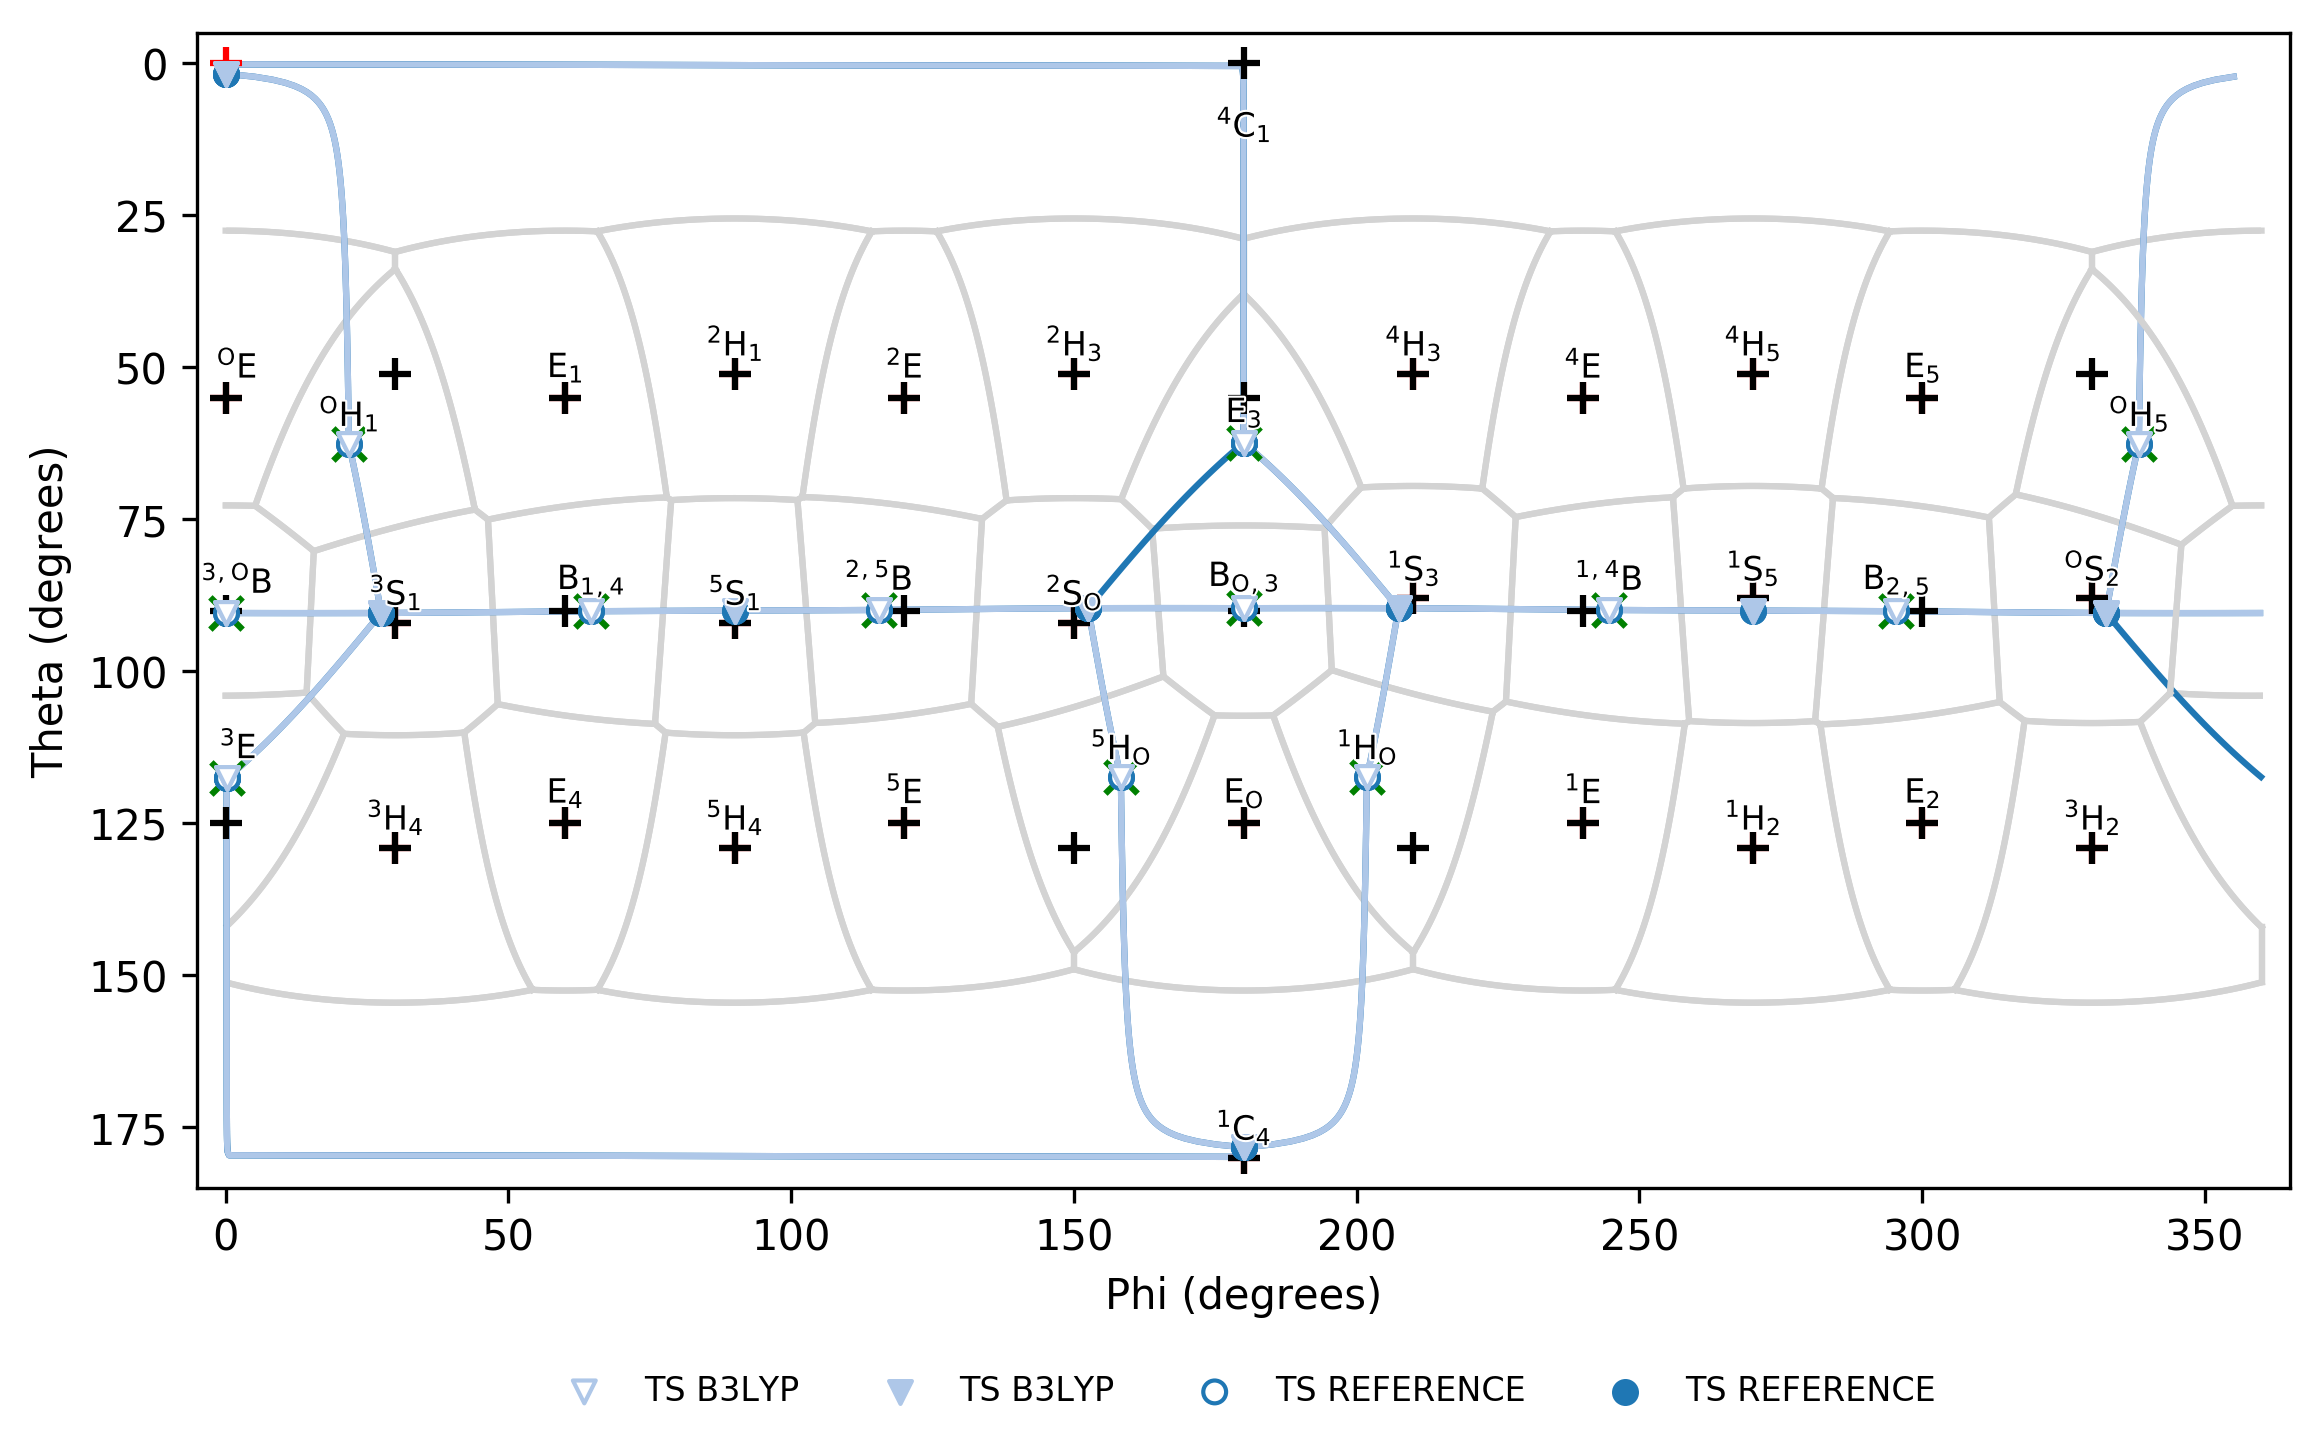 0
⁴C₁
25
²H₁ ²H₃ ⁴H₃ ⁴H₅
50 ᴼE E₁ ²E ⁴E E₅
ᴼH₁ E₃ ᴼH₅
75
³,ᴼB ³S₁ B₁,₄ ⁵S₁ ²,⁵B ²Sₒ Bₒ,₃ ¹S₃ ¹,⁴B ¹S₅ B₂,₅ ᴼS₂
100
³E ⁵Hₒ ¹Hₒ
125 ³H₄ E₄ ⁵H₄ ⁵E Eₒ ¹E ¹H₂ E₂ ³H₂
150
175 ¹C₄
0 50 100 150 200 250 300 350
Theta (degrees)
Phi (degrees)
TS B3LYP TS B3LYP TS REFERENCE TS REFERENCE